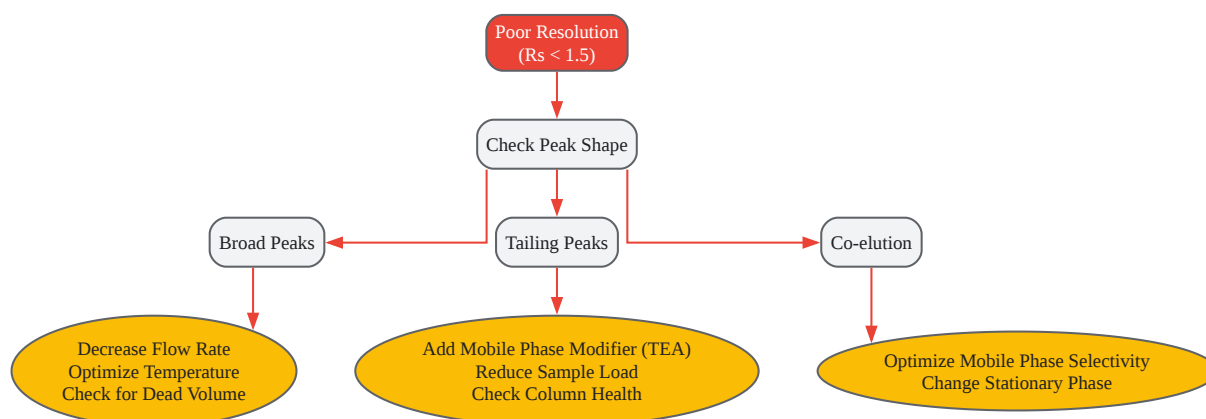 Poor Resolution
(Rs < 1.5)
Check Peak Shape
Broad Peaks
Tailing Peaks
Co-elution
Decrease Flow Rate
Optimize Temperature
Check for Dead Volume
Add Mobile Phase Modifier (TEA)
Reduce Sample Load
Check Column Health
Optimize Mobile Phase Selectivity
Change Stationary Phase